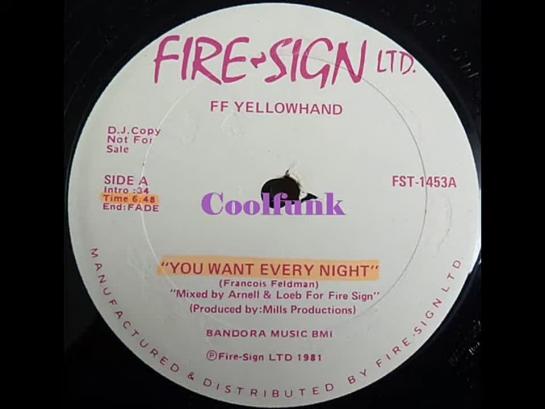 FIRE-SIGN LTD.
FF YELLOWHAND
D.J. Copy
Not For
Sale
SIDE A
Intro :34
Time 6:48
End: FADE
FST-1453A
Coolfunk
"YOU WANT EVERY NIGHT"
(Francois Feldman)
"Mixed by Arnell & Loeb For Fire Sign"
(Produced by: Mills Productions)
BANDORA MUSIC BMI
Ⓟ Fire-Sign LTD 1981
MANUFACTURED & DISTRIBUTED BY FIRE-SIGN LTD